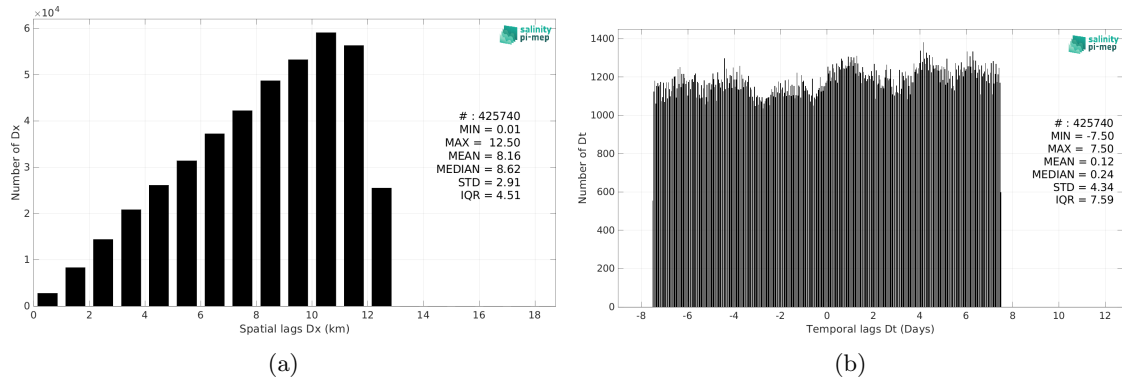 ×10⁴
6
5
4
3
2
1
0
Number of Dx
0 2 4 6 8 10 12 14 16 18
Spatial lags Dx (km)
salinity
pi-mep
# : 425740
MIN = 0.01
MAX = 12.50
MEAN = 8.16
MEDIAN = 8.62
STD = 2.91
IQR = 4.51
(a)
1400
1200
1000
800
600
400
200
0
Number of Dt
-8 -6 -4 -2 0 2 4 6 8 10 12
Temporal lags Dt (Days)
salinity
pi-mep
# : 425740
MIN = -7.50
MAX = 7.50
MEAN = 0.12
MEDIAN = 0.24
STD = 4.34
IQR = 7.59
(b)